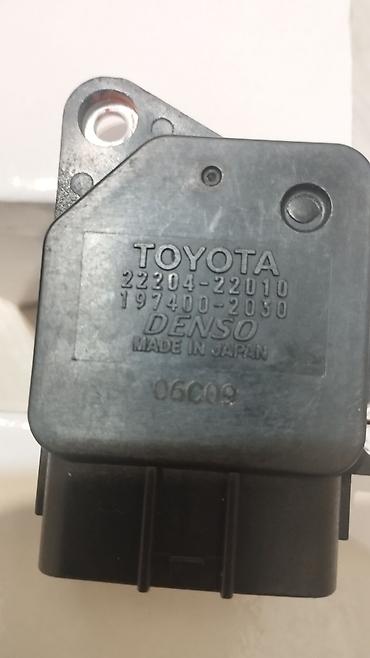 TOYOTA
22204-22010
197400-2030
DENSO
MADE IN JAPAN
06C09